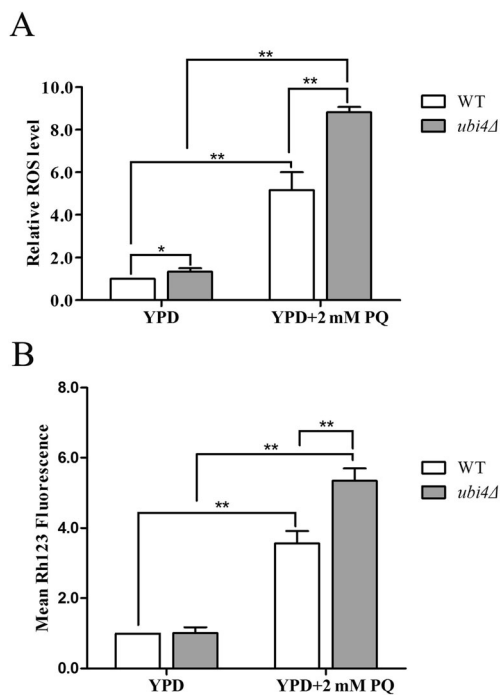 A
**
**
**
*
10.0
8.0
6.0
4.0
2.0
0.0
Relative ROS level
YPD
YPD+2 mM PQ
WT
ubi4Δ
B
**
**
**
8.0
6.0
4.0
2.0
0.0
Mean Rh123 Fluorescence
YPD
YPD+2 mM PQ
WT
ubi4Δ